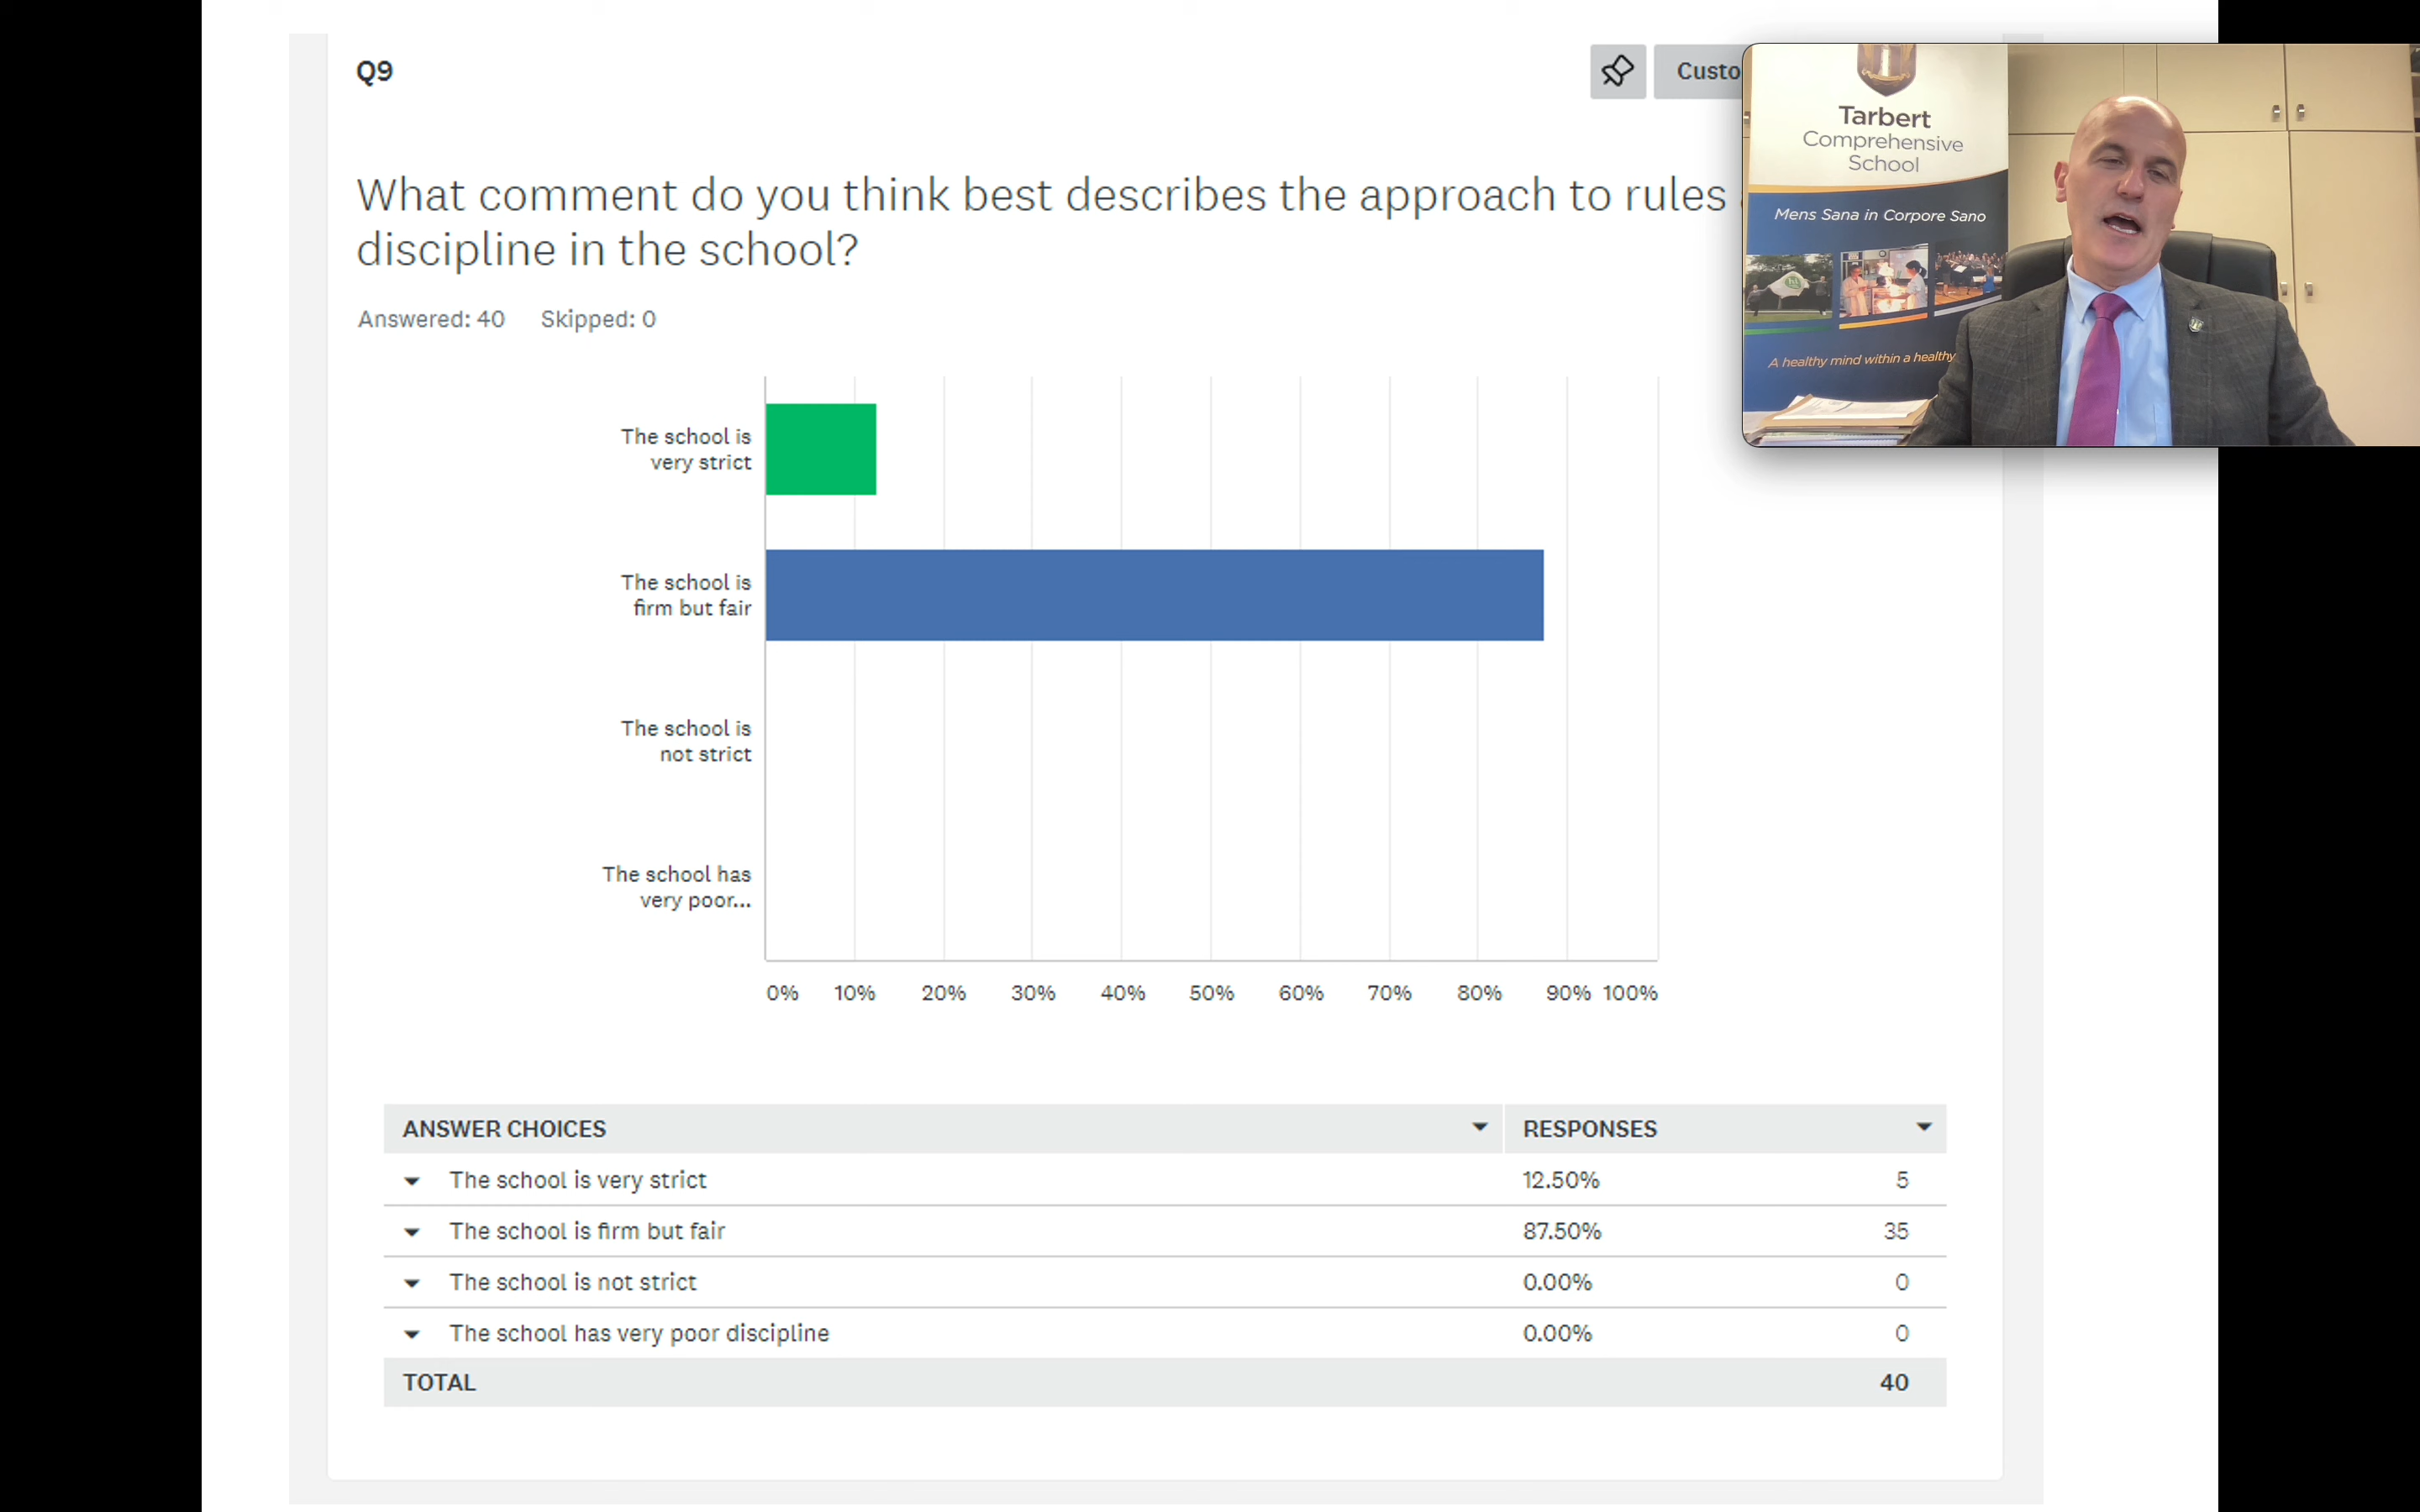 Q9
Custo
What comment do you think best describes the approach to rules
discipline in the school?
Answered: 40 Skipped: 0
The school is
very strict
The school is
firm but fair
The school is
not strict
The school has
very poor...
0% 10% 20% 30% 40% 50% 60% 70% 80% 90% 100%
ANSWER CHOICES RESPONSES
The school is very strict 12.50% 5
The school is firm but fair 87.50% 35
The school is not strict 0.00% 0
The school has very poor discipline 0.00% 0
TOTAL 40
Tarbert
Comprehensive
School
Mens Sana in Corpore Sano
A healthy mind within a healthy